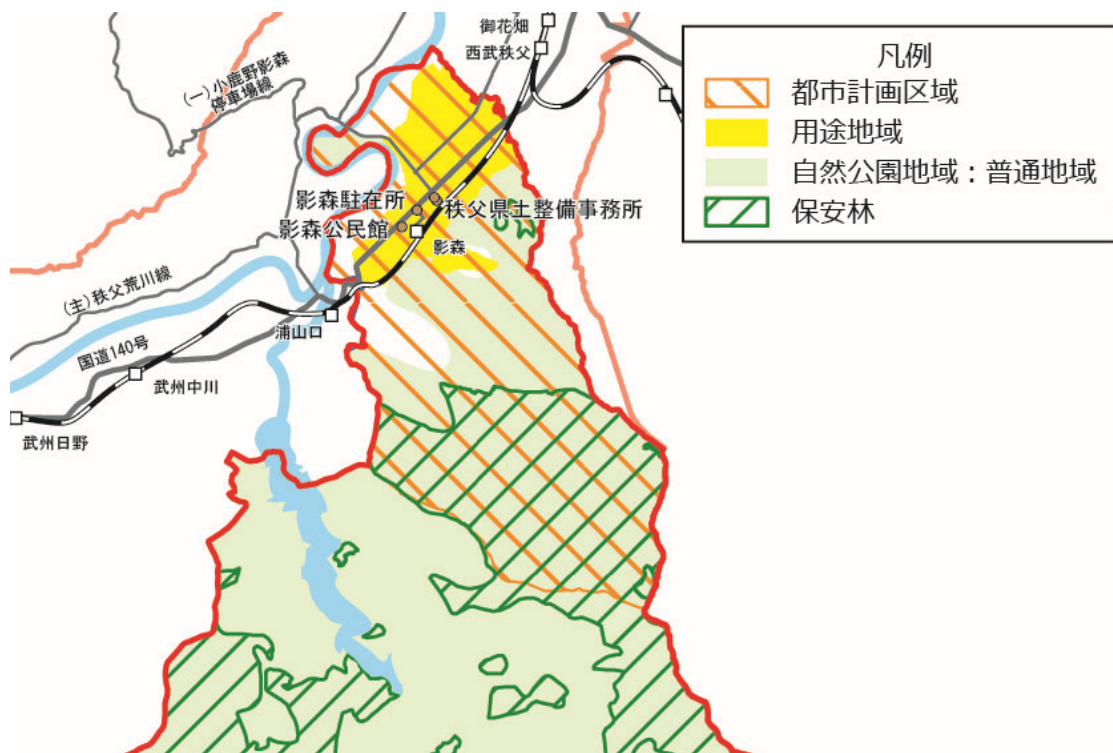 御花畑
西武秩父
(一)小鹿野影森
停車場線
影森駐在所
秩父県土整備事務所
影森公民館
影森
(主)秩父荒川線
浦山口
国道140号
武州中川
武州日野
凡例
都市計画区域
用途地域
自然公園地域:普通地域
保安林